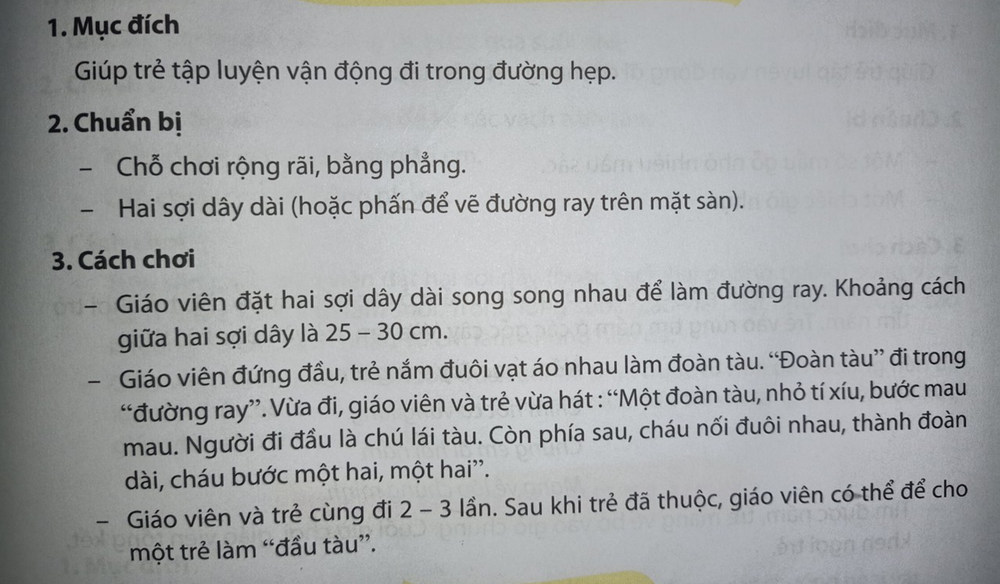 1. Mục đích
Giúp trẻ tập luyện vận động đi trong đường hẹp.
2. Chuẩn bị
– Chỗ chơi rộng rãi, bằng phẳng.
– Hai sợi dây dài (hoặc phấn để vẽ đường ray trên mặt sàn).
3. Cách chơi
– Giáo viên đặt hai sợi dây dài song song nhau để làm đường ray. Khoảng cách
giữa hai sợi dây là 25 – 30 cm.
– Giáo viên đứng đầu, trẻ nắm đuôi vạt áo nhau làm đoàn tàu. “Đoàn tàu” đi trong
“đường ray”. Vừa đi, giáo viên và trẻ vừa hát : “Một đoàn tàu, nhỏ tí xíu, bước mau
mau. Người đi đầu là chú lái tàu. Còn phía sau, cháu nối đuôi nhau, thành đoàn
dài, cháu bước một hai, một hai”.
– Giáo viên và trẻ cùng đi 2 – 3 lần. Sau khi trẻ đã thuộc, giáo viên có thể để cho
một trẻ làm “đầu tàu”.